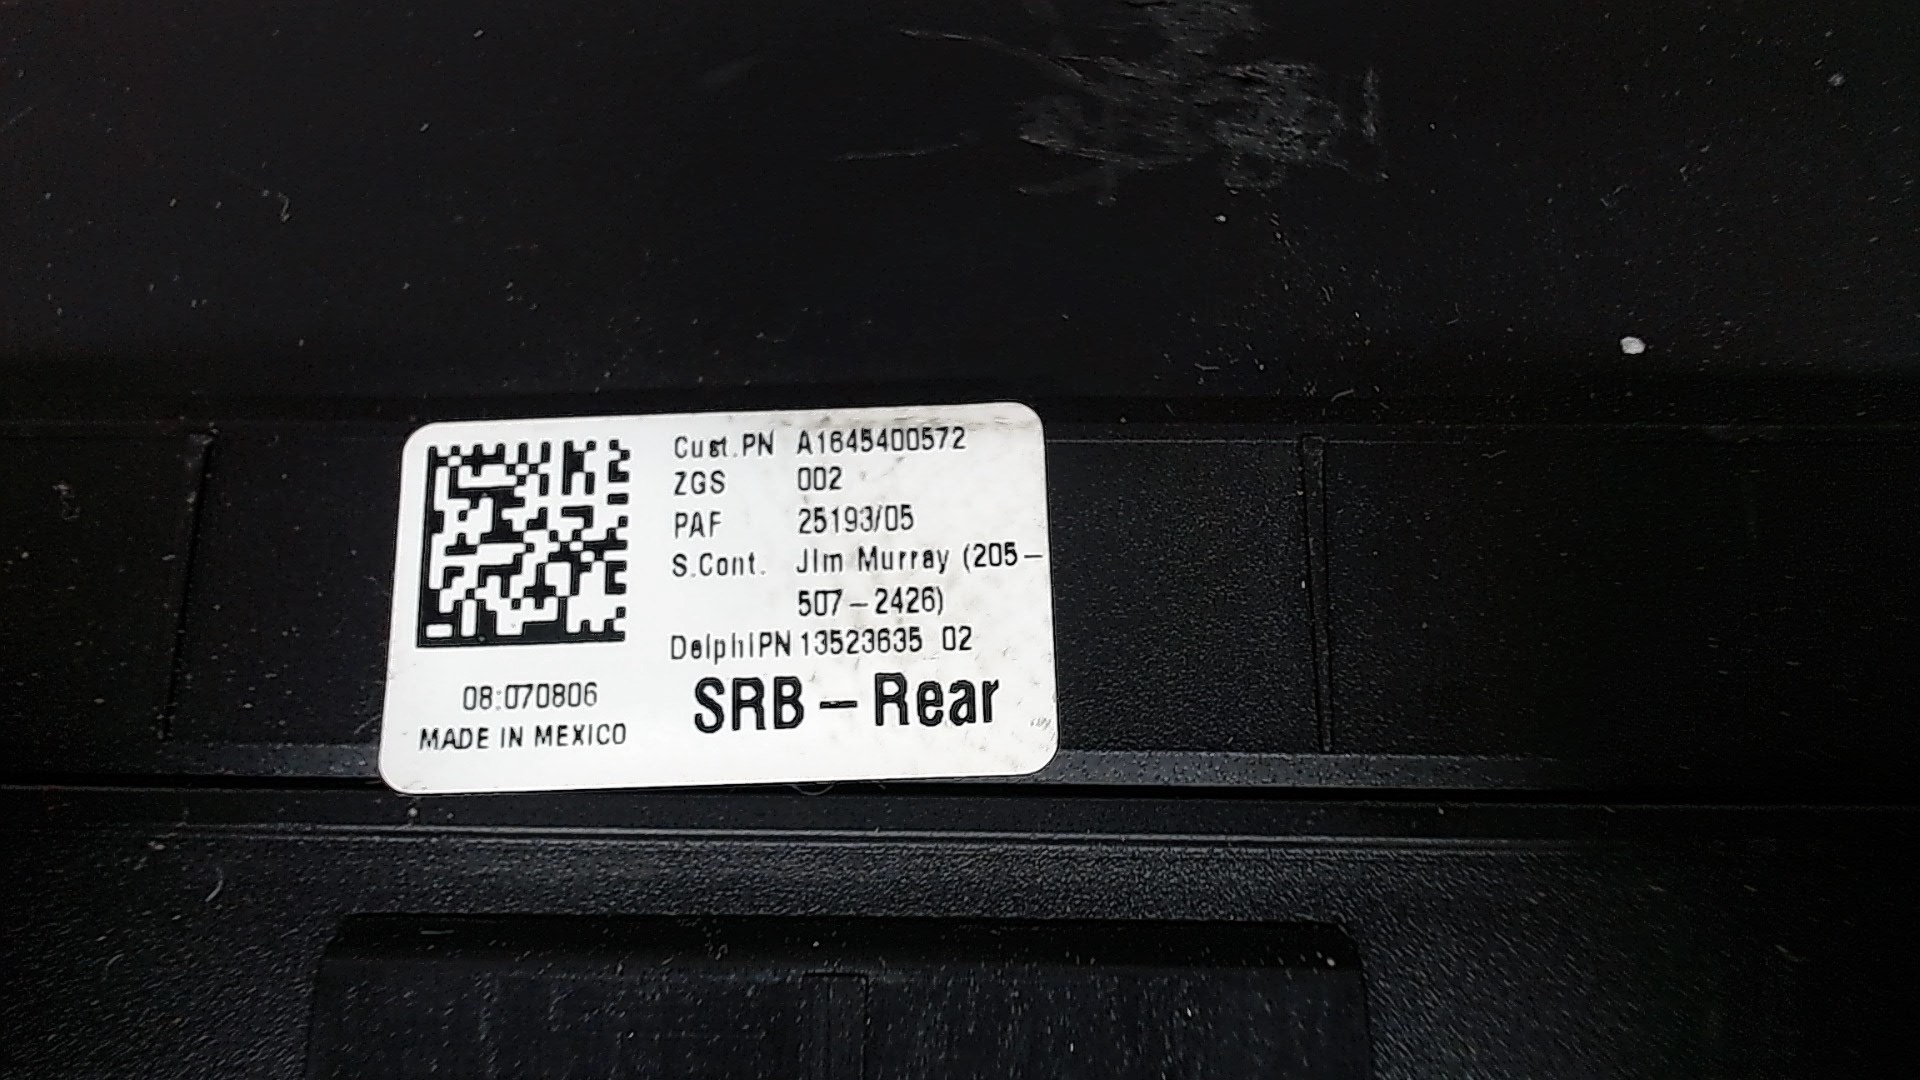 Cust.PN A1645400572
ZGS 002
PAF 25193/05
S.Cont. Jim Murray (205-
507-2426)
DelphiPN 13523635 02
SRB - Rear
08:070806
MADE IN MEXICO